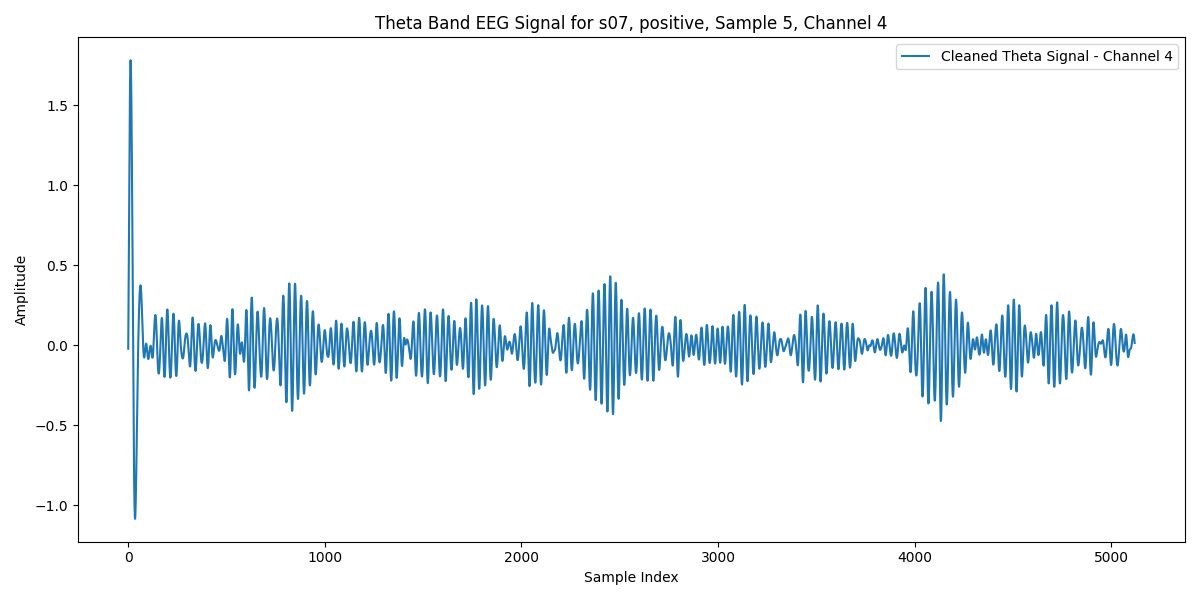 Theta Band EEG Signal for s07, positive, Sample 5, Channel 4
Cleaned Theta Signal - Channel 4
Amplitude
1.5
1.0
0.5
0.0
−0.5
−1.0
0 1000 2000 3000 4000 5000
Sample Index